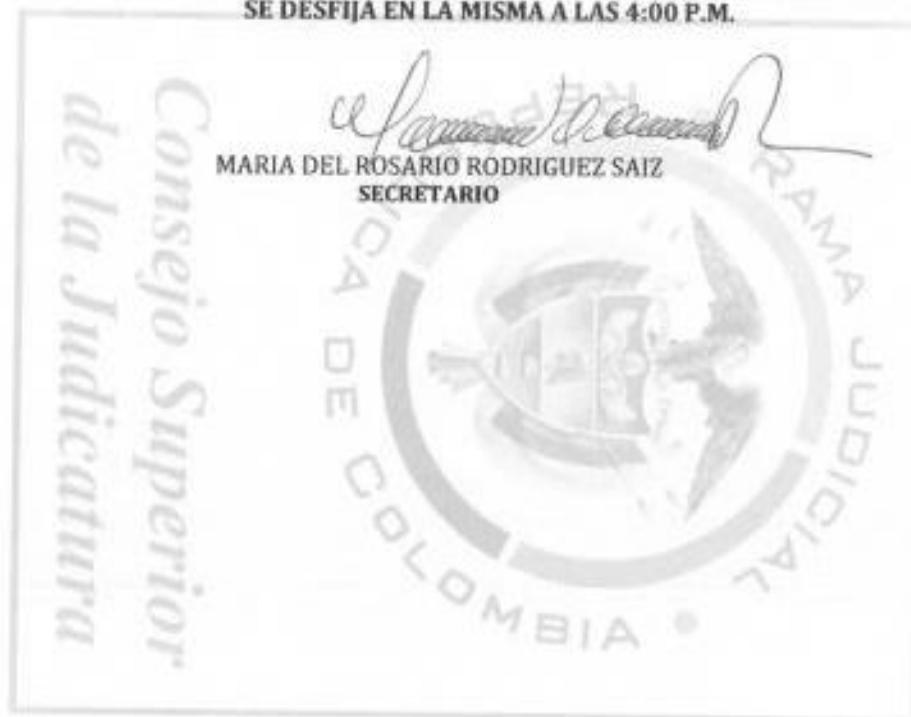 SE DESFIJA EN LA MISMA A LAS 4:00 P.M.
MARIA DEL ROSARIO RODRIGUEZ SAIZ
SECRETARIO
Consejo Superior
de la Judicatura
RAMA JUDICIAL
REPÚBLICA DE COLOMBIA